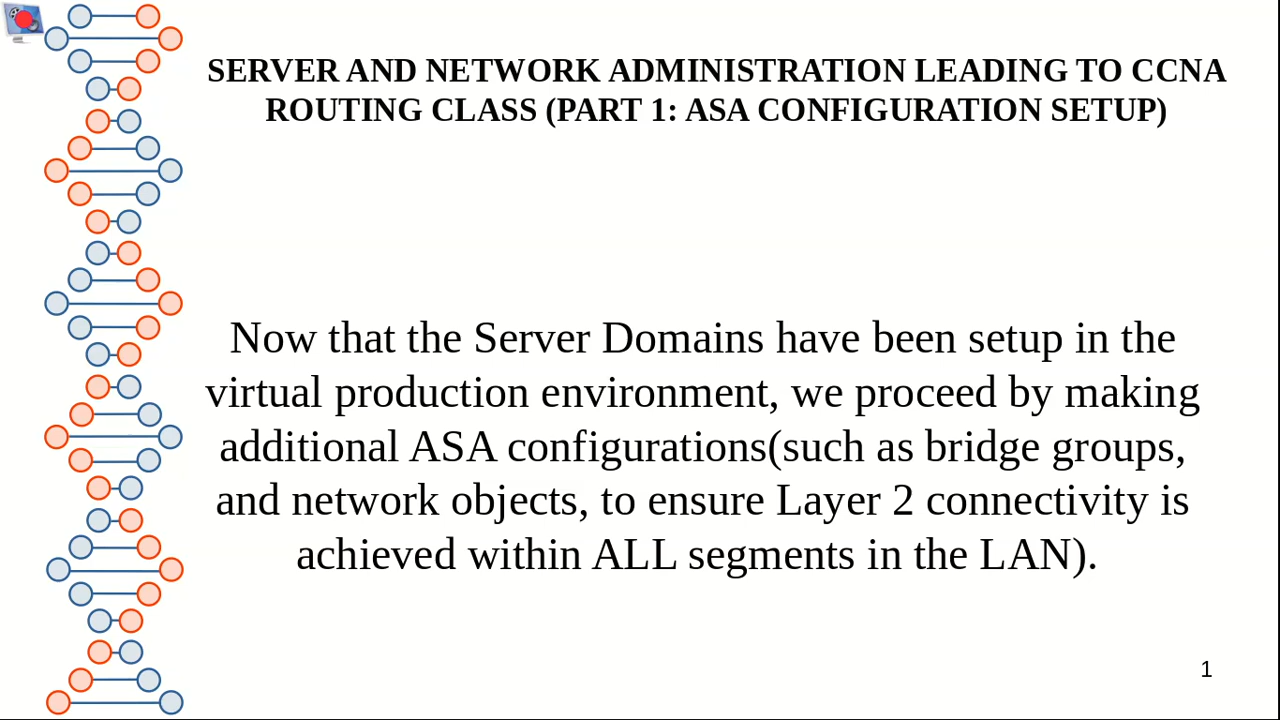 SERVER AND NETWORK ADMINISTRATION LEADING TO CCNA
ROUTING CLASS (PART 1: ASA CONFIGURATION SETUP)
Now that the Server Domains have been setup in the
virtual production environment, we proceed by making
additional ASA configurations(such as bridge groups,
and network objects, to ensure Layer 2 connectivity is
achieved within ALL segments in the LAN).
1